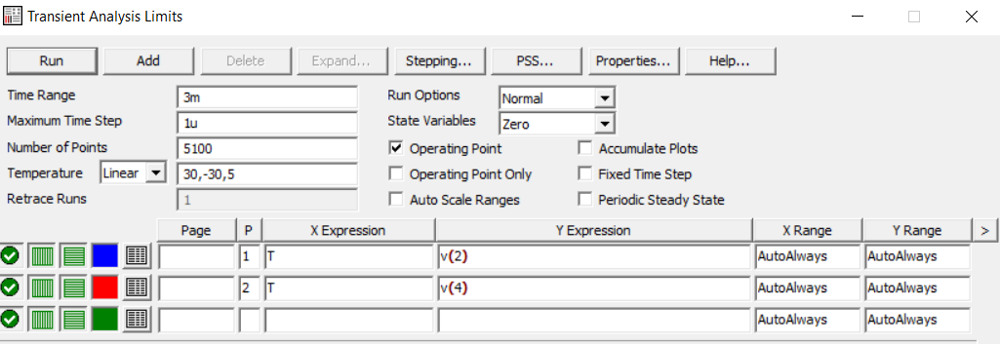 Transient Analysis Limits
Run Add Delete Expand... Stepping... PSS... Properties... Help...
Time Range 3m Run Options Normal
Maximum Time Step 1u State Variables Zero
Number of Points 5100 Operating Point Accumulate Plots
Temperature Linear 30,-30,5 Operating Point Only Fixed Time Step
Retrace Runs 1 Auto Scale Ranges Periodic Steady State
Page P X Expression Y Expression X Range Y Range >
1 T v(2) AutoAlways AutoAlways
2 T v(4) AutoAlways AutoAlways
AutoAlways AutoAlways